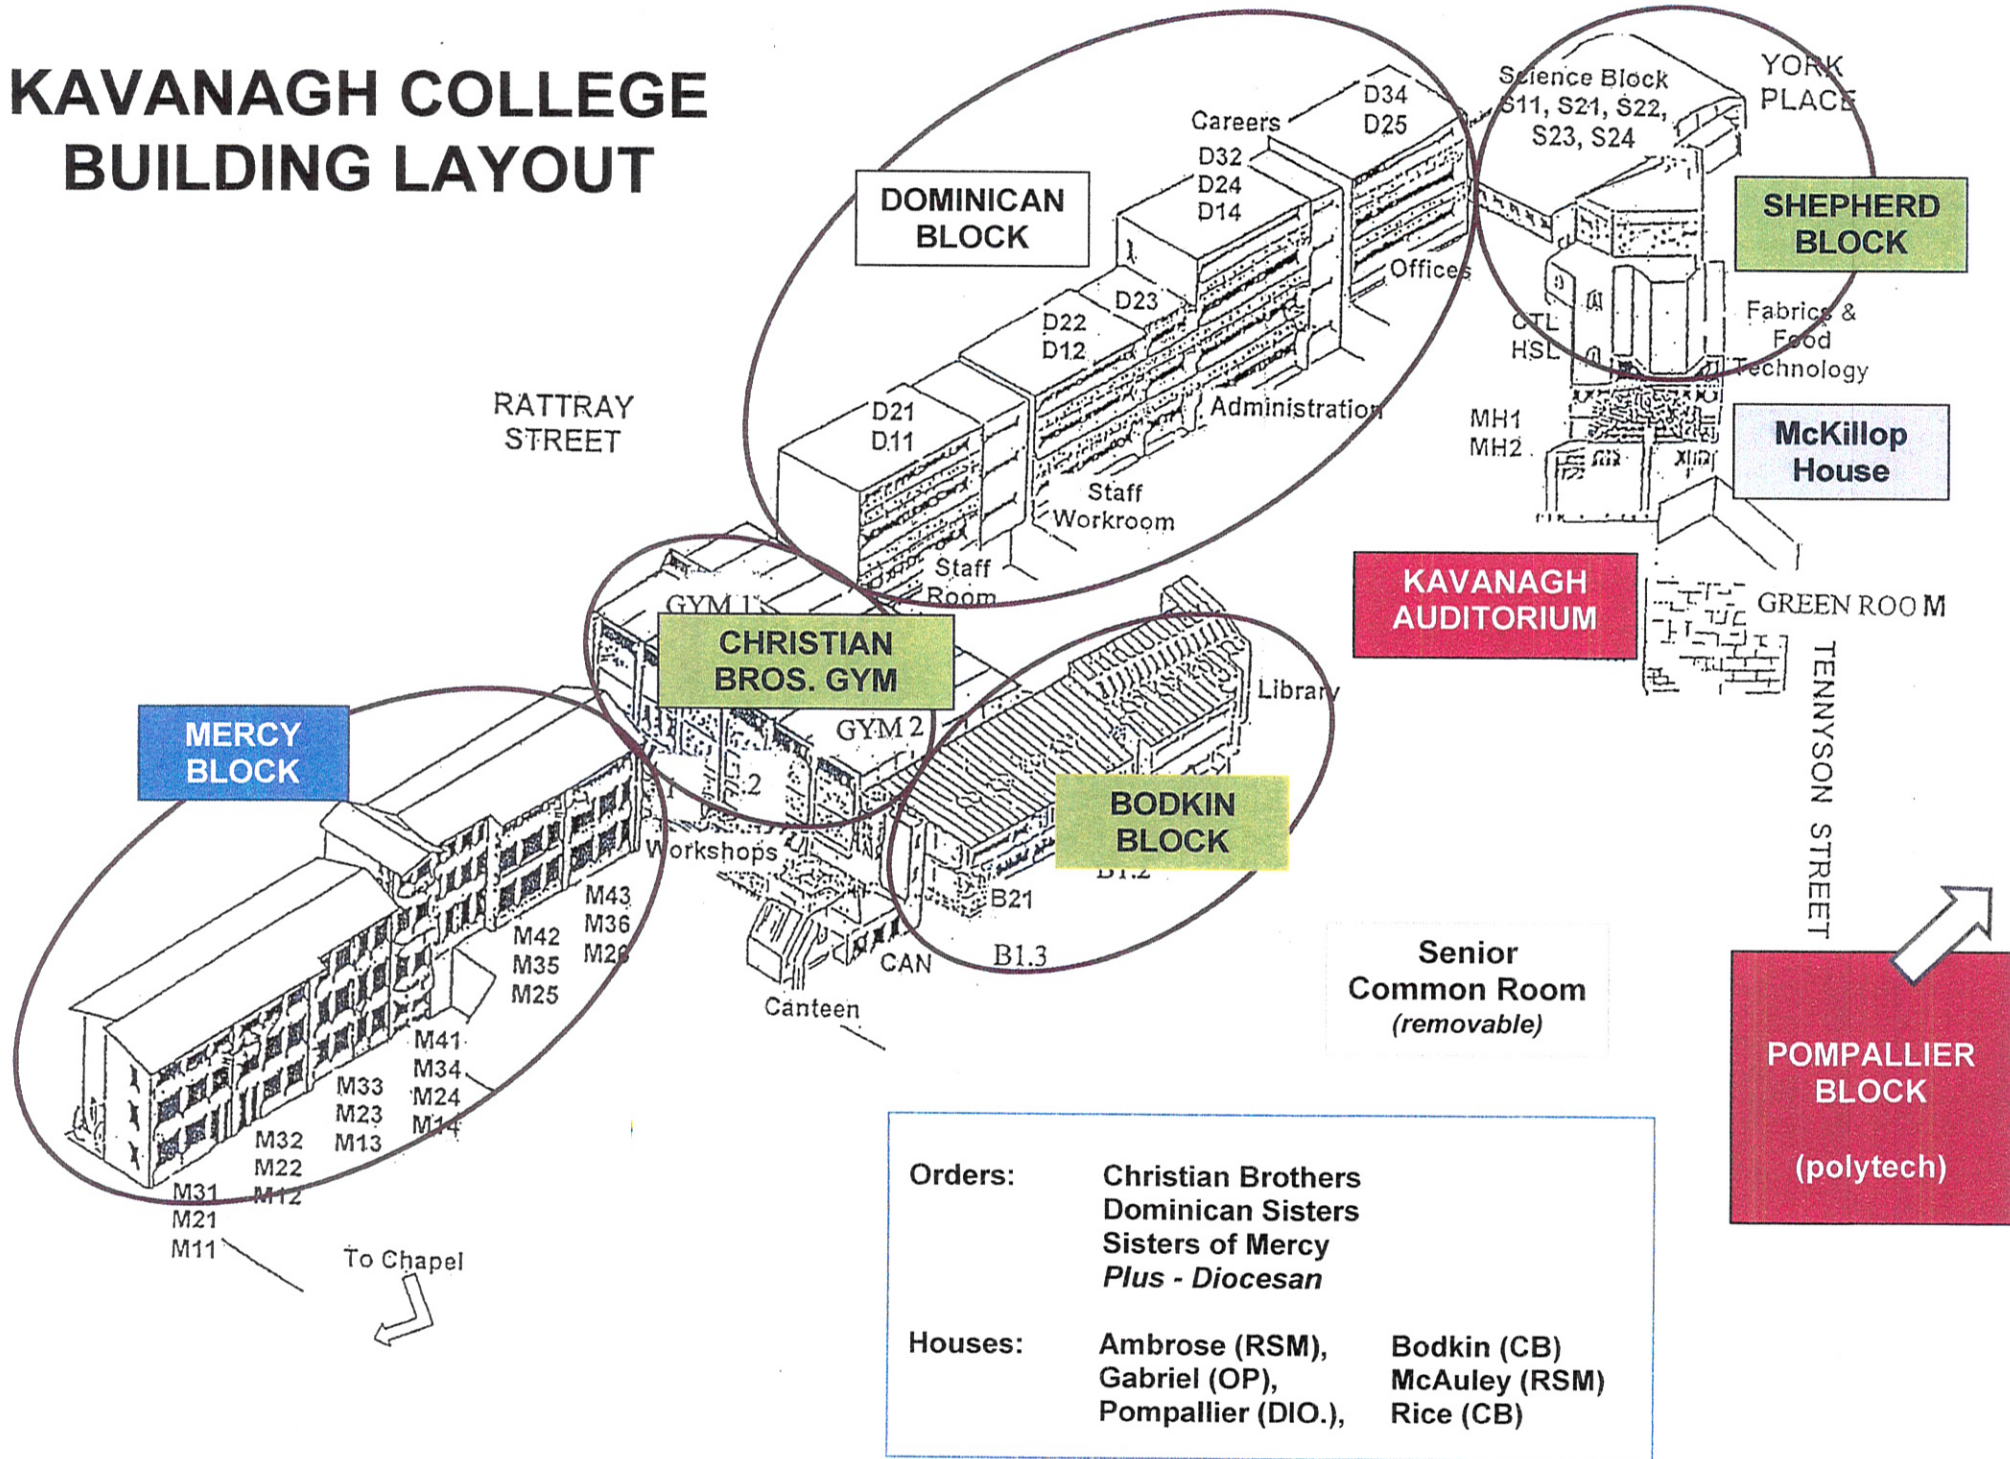 KAVANAGH COLLEGE
BUILDING LAYOUT
RATTRAY
STREET
DOMINICAN
BLOCK
Careers
D34
D25
D32
D24
D14
D23
D22
D12
D21
D11
Offices
Administration
Staff
Workroom
Staff
Room
Science Block
S11, S21, S22,
S23, S24
YORK
PLACE
SHEPHERD
BLOCK
CTL
HSL
Fabrics &
Food
Technology
MH1
MH2
McKillop
House
KAVANAGH
AUDITORIUM
GREEN ROOM
TENNYSON STREET
GYM 1
CHRISTIAN
BROS. GYM
GYM 2
.2
Workshops
Library
BODKIN
BLOCK
B1.2
B21
B1.3
CAN
Canteen
MERCY
BLOCK
M43
M36
M26
M42
M35
M25
M41
M34
M24
M14
M33
M23
M13
M32
M22
M12
M31
M21
M11
To Chapel
Senior
Common Room
(removable)
POMPALLIER
BLOCK
(polytech)
Orders: Christian Brothers
Dominican Sisters
Sisters of Mercy
Plus - Diocesan
Houses: Ambrose (RSM), Bodkin (CB)
Gabriel (OP), McAuley (RSM)
Pompallier (DIO.), Rice (CB)